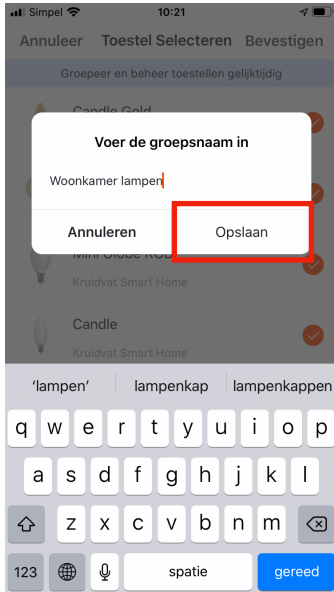 Simpel 10:21
Annuleer Toestel Selecteren Bevestigen
Groepeer en beheer toestellen gelijktijdig
Candle Gold
Voer de groepsnaam in
Woonkamer lampen
Annuleren Opslaan
Mini Globe RGB
Kruidvat Smart Home
Candle
Kruidvat Smart Home
'lampen' lampenkap lampenkappen
q w e r t y u i o p
a s d f g h j k l
z x c v b n m
123 spatie gereed